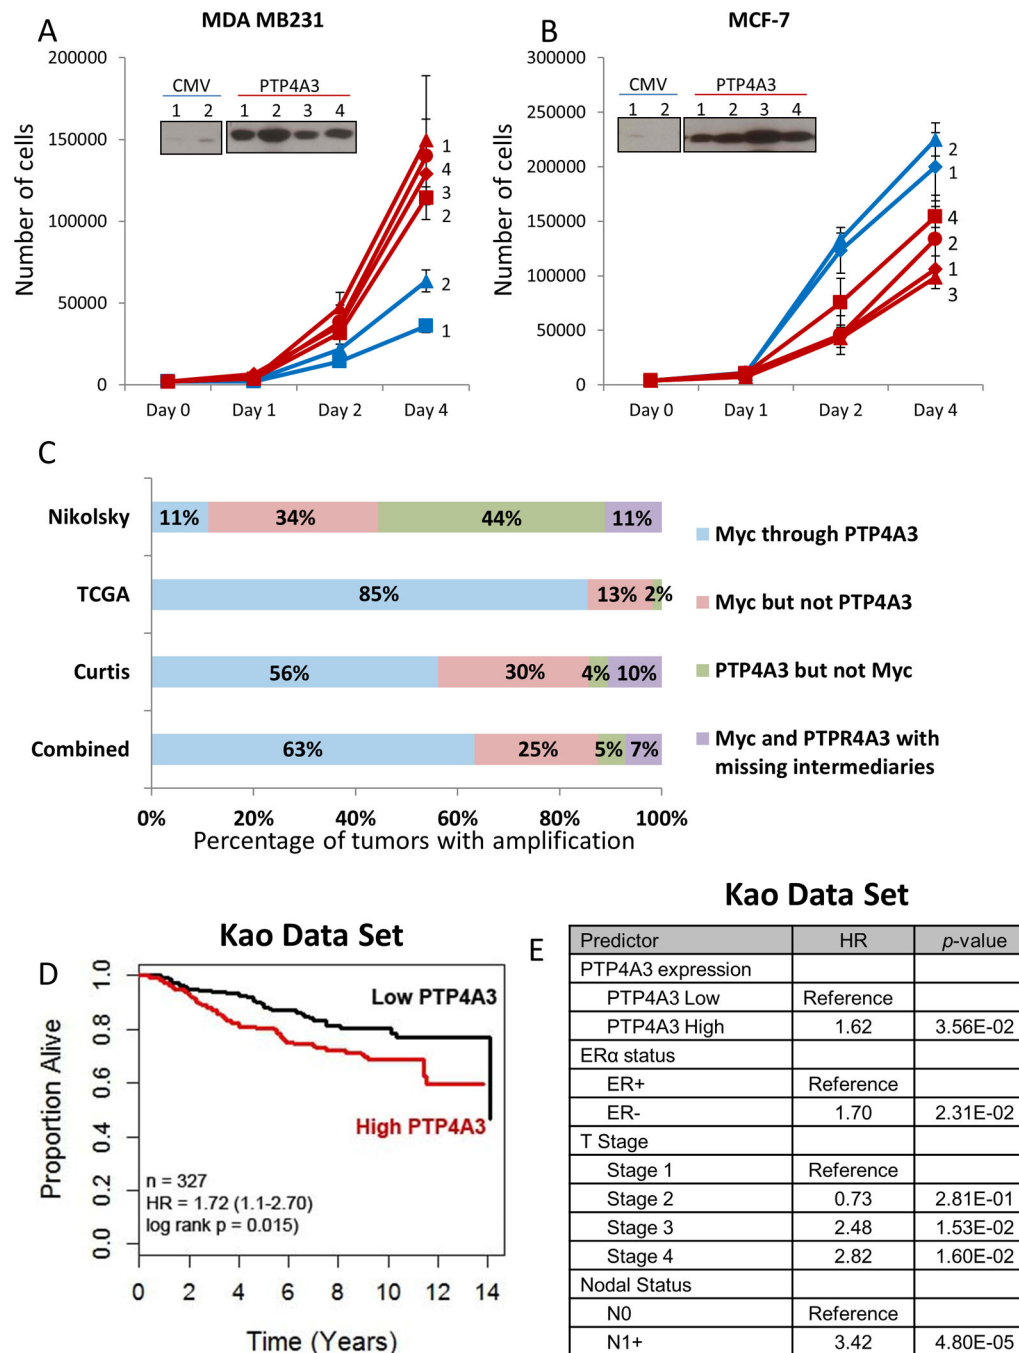 A
MDA MB231
200000
150000
100000
50000
0
Number of cells
CMV
PTP4A3
1 2 1 2 3 4
1
4
3
2
2
1
Day 0 Day 1 Day 2 Day 4
B
MCF-7
300000
250000
200000
150000
100000
50000
0
Number of cells
CMV
PTP4A3
1 2 1 2 3 4
2
1
4
2
1
3
Day 0 Day 1 Day 2 Day 4
C
Nikolsky 11% 34% 44% 11%
TCGA 85% 13% 2%
Curtis 56% 30% 4% 10%
Combined 63% 25% 5% 7%
0% 20% 40% 60% 80% 100%
Percentage of tumors with amplification
Myc through PTP4A3
Myc but not PTP4A3
PTP4A3 but not Myc
Myc and PTPR4A3 with
missing intermediaries
D
Kao Data Set
1.0
0.8
0.6
0.4
0.2
0.0
Proportion Alive
Low PTP4A3
High PTP4A3
n = 327
HR = 1.72 (1.1-2.70)
log rank p = 0.015)
0 2 4 6 8 10 12 14
Time (Years)
E
Kao Data Set
Predictor HR p-value
PTP4A3 expression
PTP4A3 Low Reference
PTP4A3 High 1.62 3.56E-02
ERα status
ER+ Reference
ER- 1.70 2.31E-02
T Stage
Stage 1 Reference
Stage 2 0.73 2.81E-01
Stage 3 2.48 1.53E-02
Stage 4 2.82 1.60E-02
Nodal Status
N0 Reference
N1+ 3.42 4.80E-05